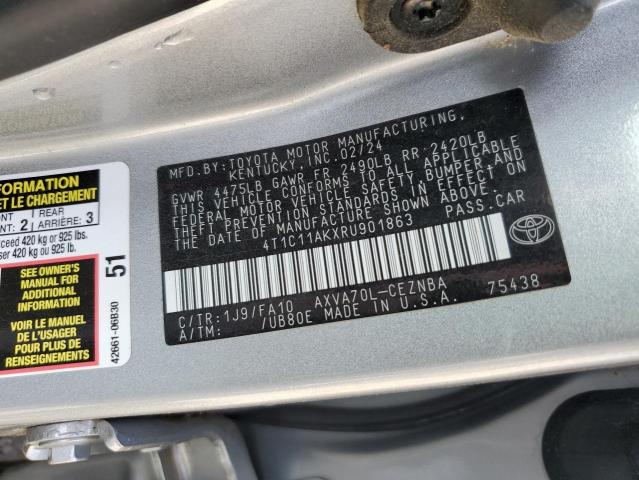 MFD. BY: TOYOTA MOTOR MANUFACTURING,
KENTUCKY, INC. 02/24
GVWR 4475LB GAWR FR 2490LB RR 2420LB
THIS VEHICLE CONFORMS TO ALL APPLICABLE
FEDERAL MOTOR VEHICLE SAFETY, BUMPER, AND
THEFT PREVENTION STANDARDS IN EFFECT ON
THE DATE OF MANUFACTURE SHOWN ABOVE.
4T1C11AKXRU901863 PASS.CAR
C/TR:1J9/FA10 AXVA70L-CEZNBA
A/TM: /UB80E MADE IN U.S.A. 75438
FORMATION
ET LE CHARGEMENT
2 REAR ARRIÈRE: 3
xceed 420 kg or 925 lbs.
sser 420 kg ou 925 lb.
SEE OWNER'S
MANUAL FOR
ADDITIONAL
INFORMATION
VOIR LE MANUEL
DE L'USAGER
POUR PLUS DE
RENSEIGNEMENTS
51
42661-06B30